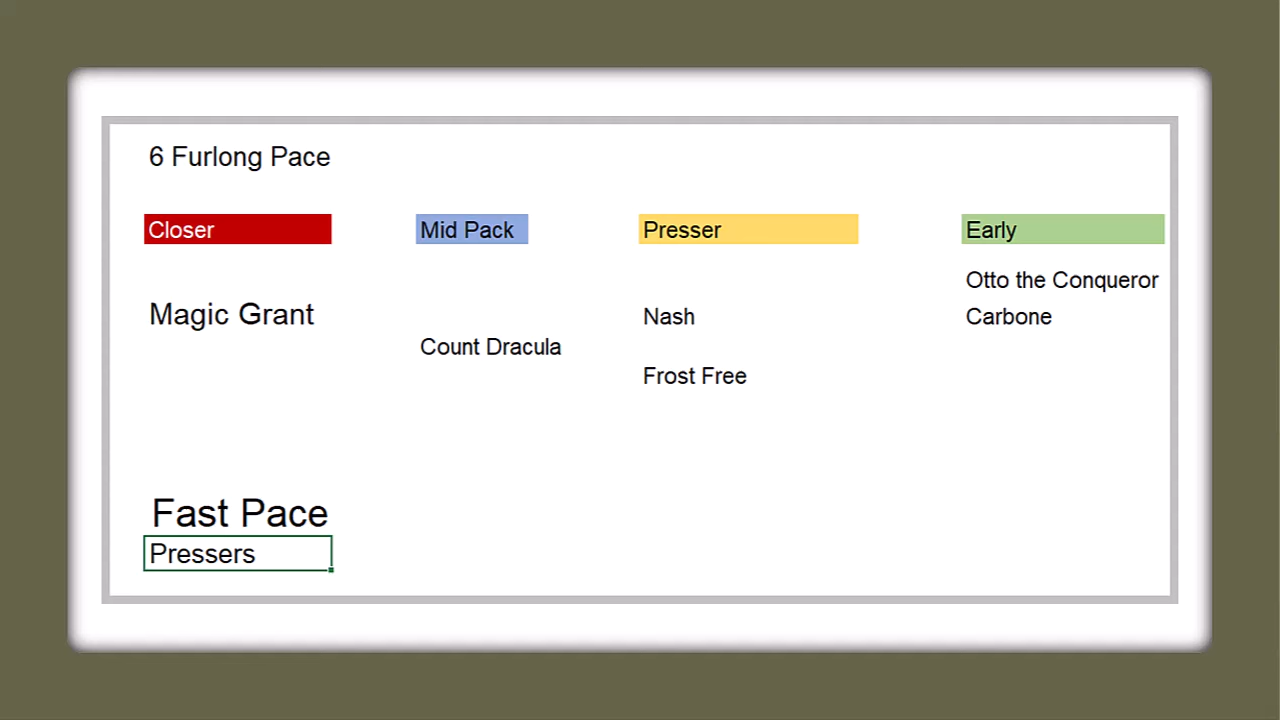 6 Furlong Pace
Closer Mid Pack Presser Early
Otto the Conqueror
Magic Grant Nash Carbone
Count Dracula
Frost Free
Fast Pace
Pressers